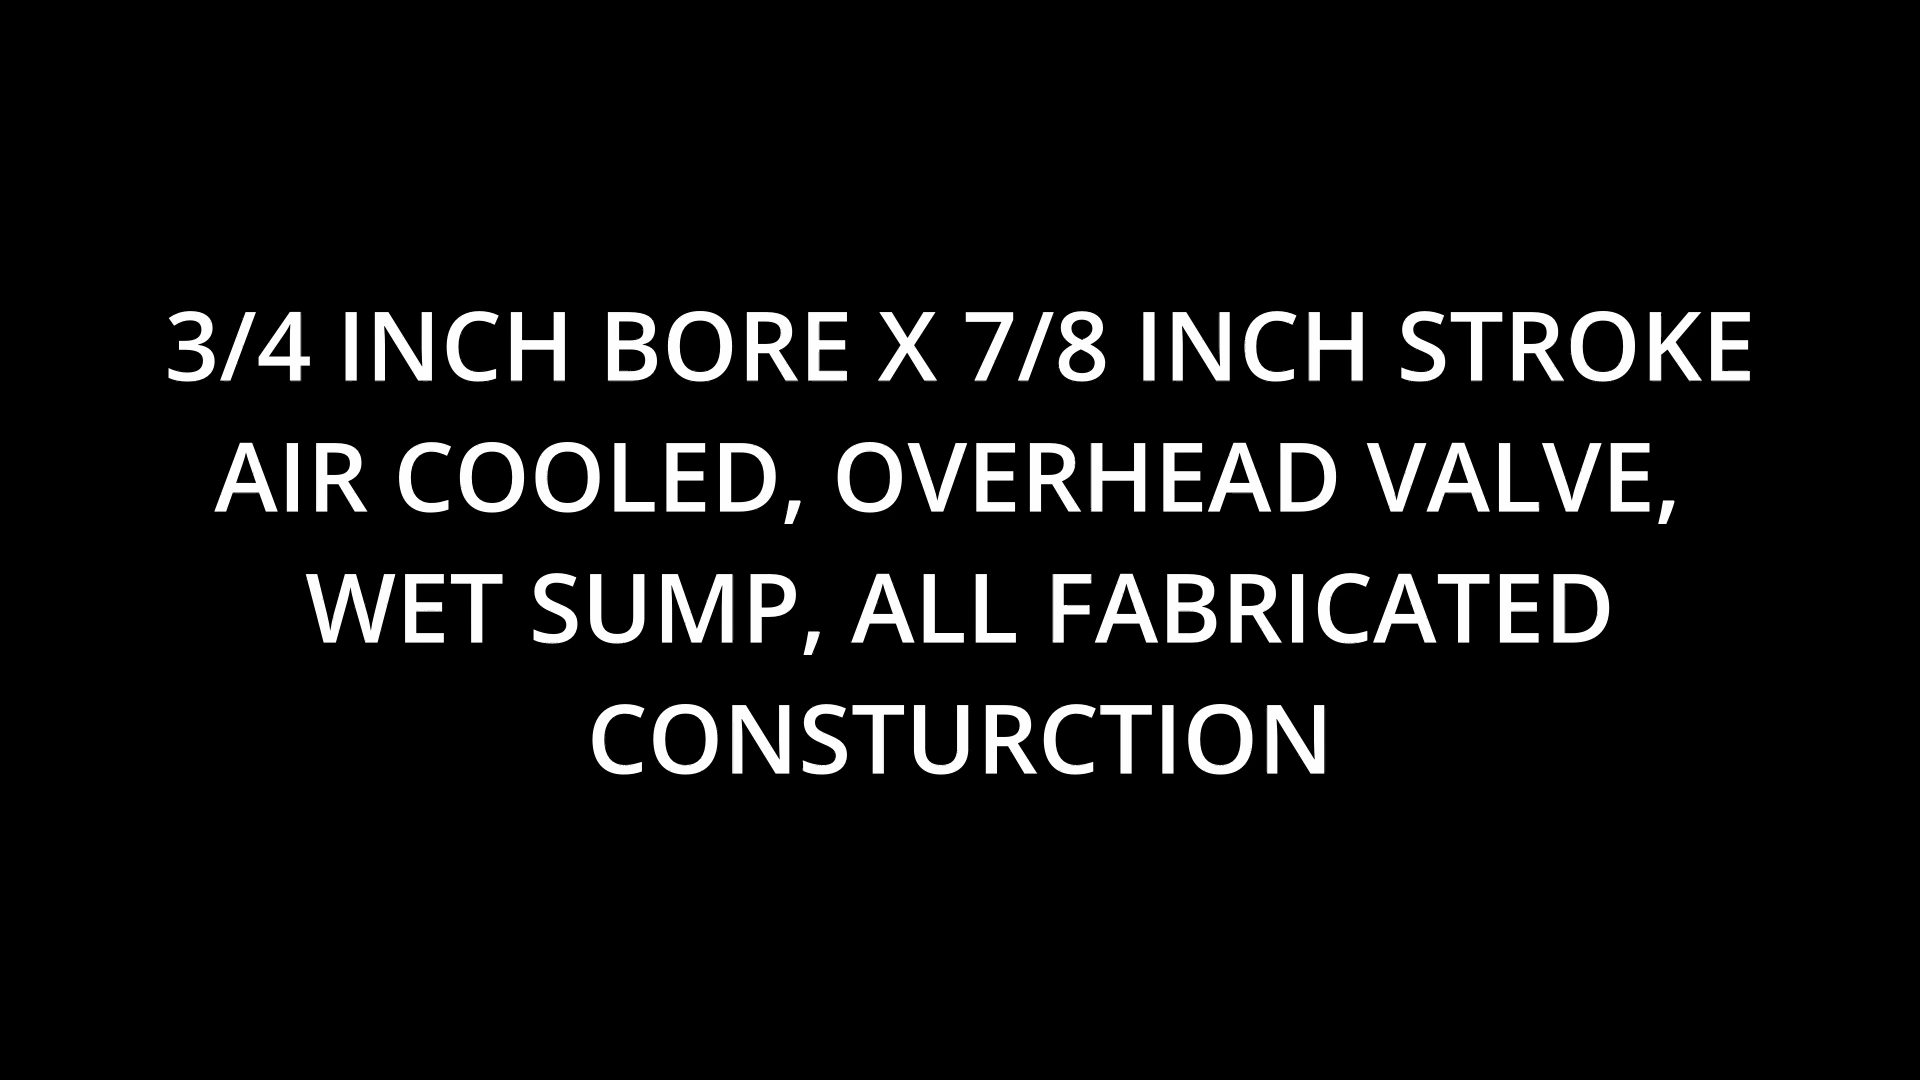 3/4 INCH BORE X 7/8 INCH STROKE
AIR COOLED, OVERHEAD VALVE,
WET SUMP, ALL FABRICATED
CONSTURCTION